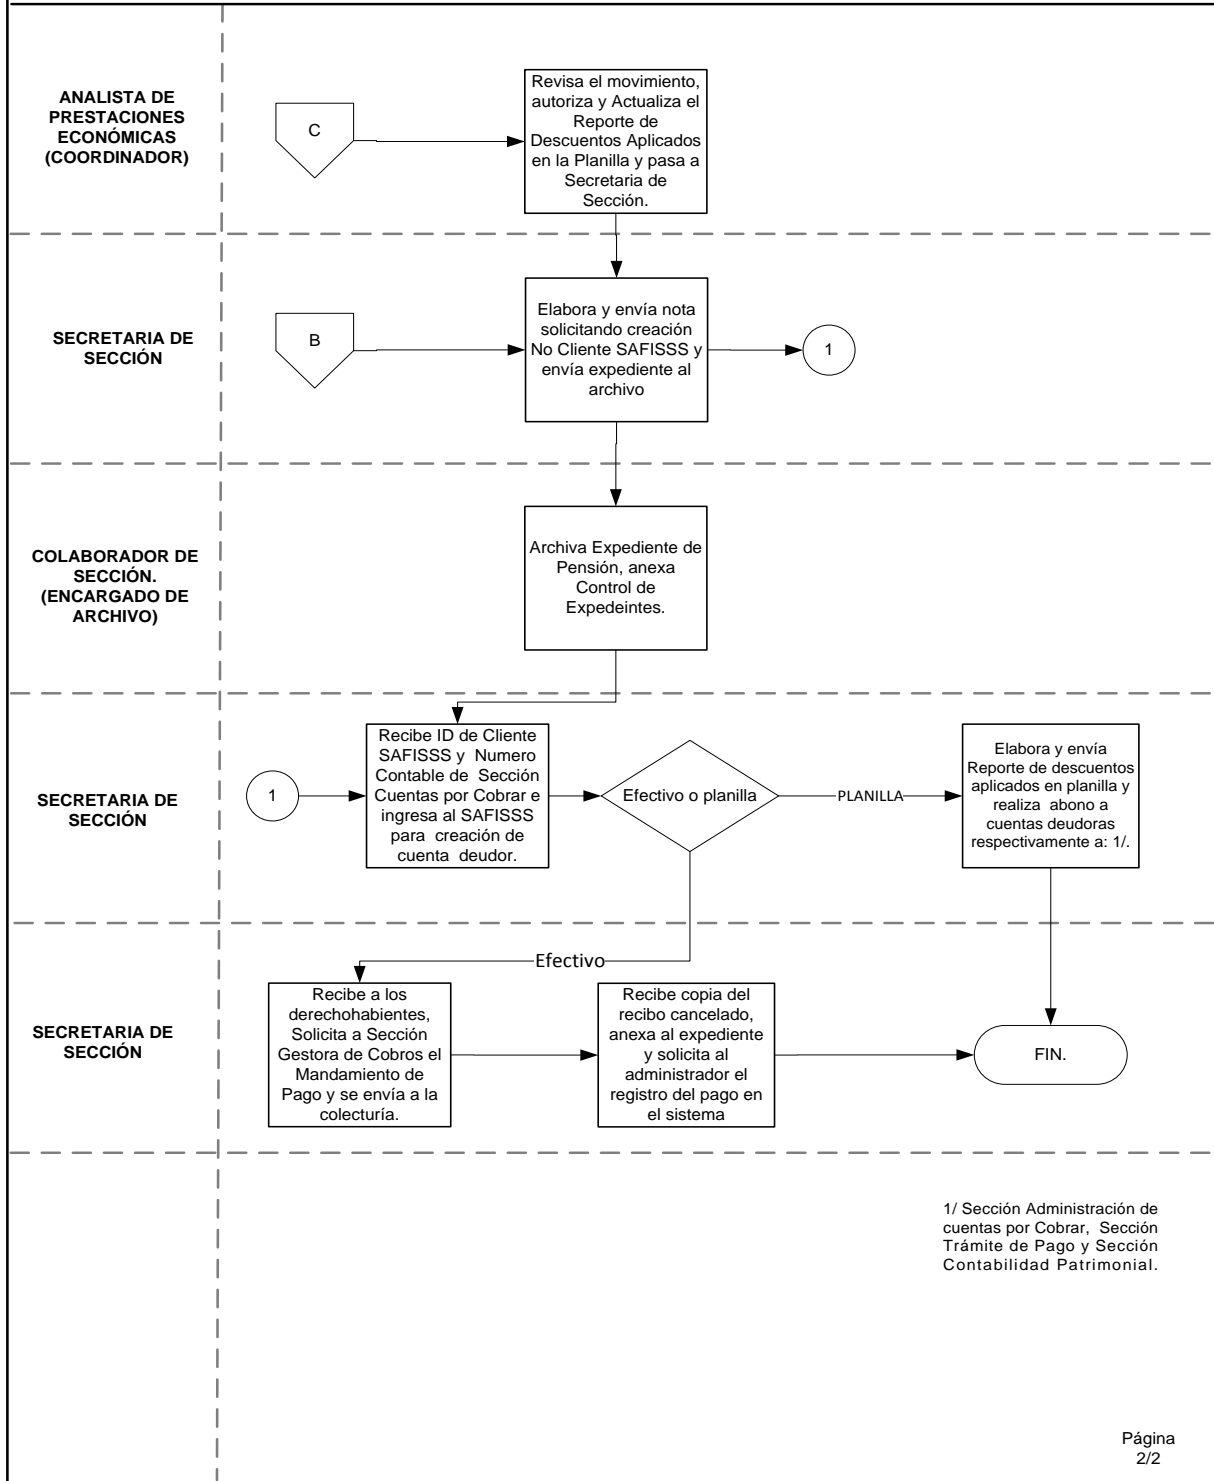 ANALISTA DE
PRESTACIONES
ECONÓMICAS
(COORDINADOR)
C
Revisa el movimiento,
autoriza y Actualiza el
Reporte de
Descuentos Aplicados
en la Planilla y pasa a
Secretaria de
Sección.
SECRETARIA DE
SECCIÓN
B
Elabora y envía nota
solicitando creación
No Cliente SAFISSS y
envía expediente al
archivo
1
COLABORADOR DE
SECCIÓN.
(ENCARGADO DE
ARCHIVO)
Archiva Expediente de
Pensión, anexa
Control de
Expedeintes.
SECRETARIA DE
SECCIÓN
1
Recibe ID de Cliente
SAFISSS y Numero
Contable de Sección
Cuentas por Cobrar e
ingresa al SAFISSS
para creación de
cuenta deudor.
Efectivo o planilla
PLANILLA
Elabora y envía
Reporte de descuentos
aplicados en planilla y
realiza abono a
cuentas deudoras
respectivamente a: 1/.
SECRETARIA DE
SECCIÓN
Efectivo
Recibe a los
derechohabientes,
Solicita a Sección
Gestora de Cobros el
Mandamiento de
Pago y se envía a la
colecturía.
Recibe copia del
recibo cancelado,
anexa al expediente
y solicita al
administrador el
registro del pago en
el sistema
FIN.
1/ Sección Administración de
cuentas por Cobrar, Sección
Trámite de Pago y Sección
Contabilidad Patrimonial.
Página
2/2